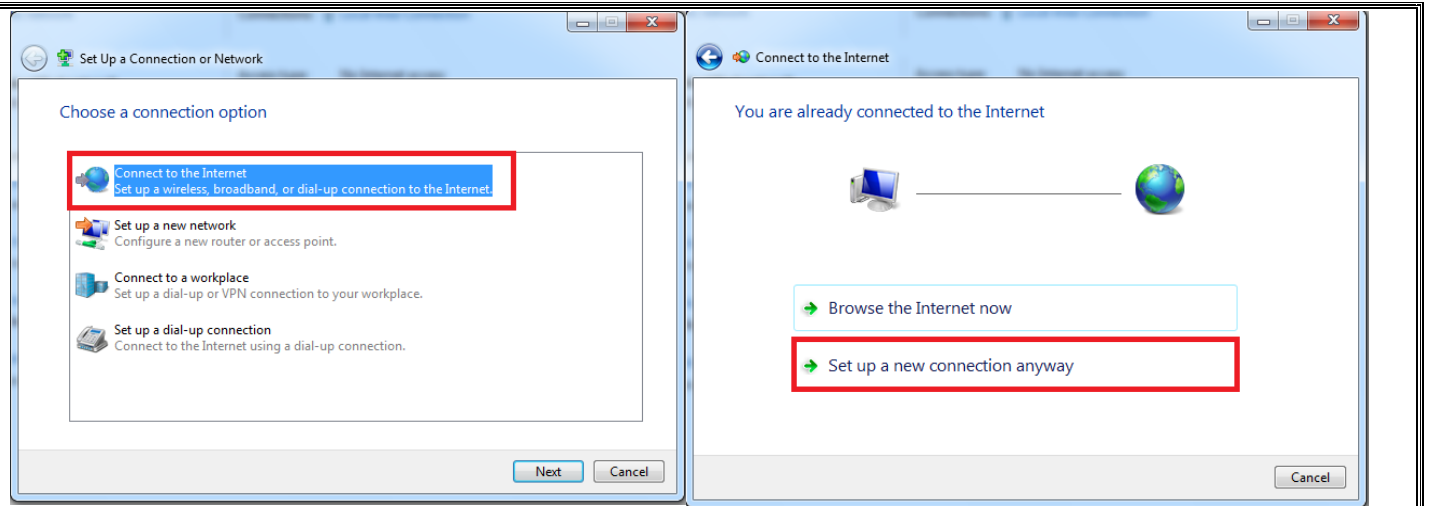 Set Up a Connection or Network
Choose a connection option
Connect to the Internet
Set up a wireless, broadband, or dial-up connection to the Internet.
Set up a new network
Configure a new router or access point.
Connect to a workplace
Set up a dial-up or VPN connection to your workplace.
Set up a dial-up connection
Connect to the Internet using a dial-up connection.
Next
Cancel
Connect to the Internet
You are already connected to the Internet
Browse the Internet now
Set up a new connection anyway
Cancel